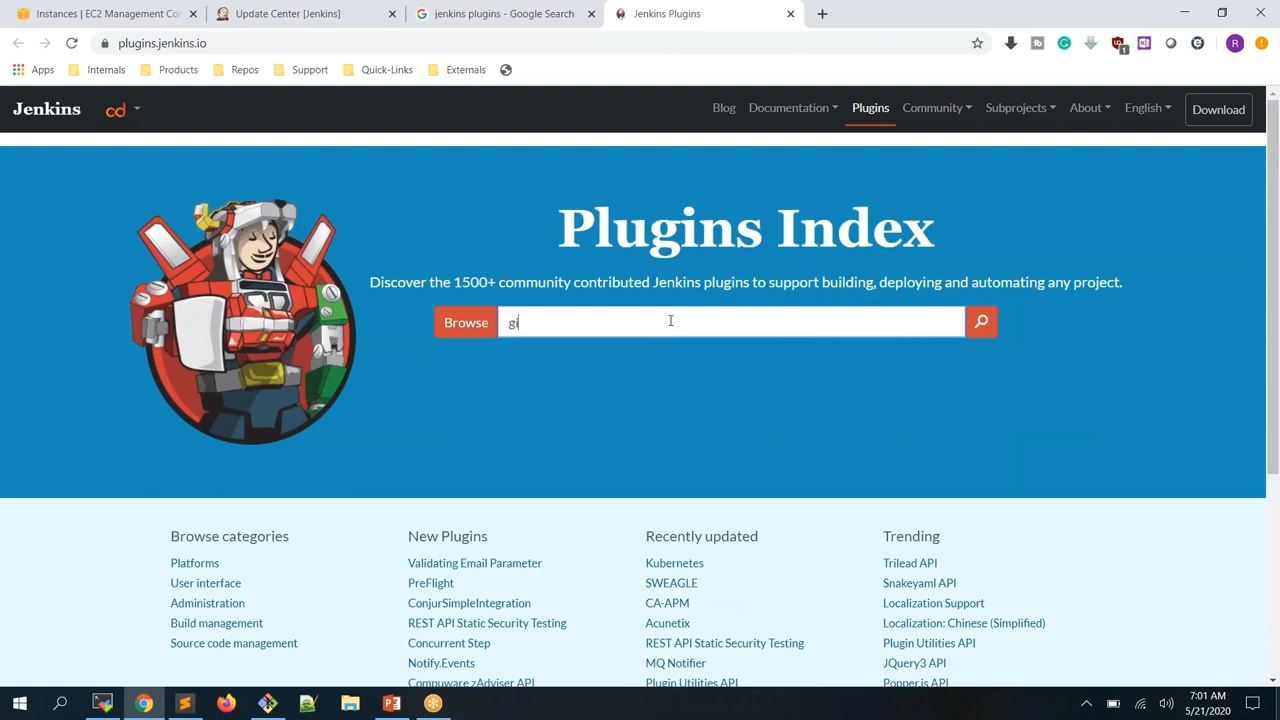 Instances | EC2 Management Con
Update Center [Jenkins]
jenkins plugins - Google Search
Jenkins Plugins
plugins.jenkins.io
1
R
Apps
Internals
Products
Repos
Support
Quick-Links
Externals
Jenkins
cd
Blog
Documentation
Plugins
Community
Subprojects
About
English
Download
Plugins Index
Discover the 1500+ community contributed Jenkins plugins to support building, deploying and automating any project.
Browse
gi
Browse categories
Platforms
User interface
Administration
Build management
Source code management
New Plugins
Validating Email Parameter
PreFlight
ConjurSimpleIntegration
REST API Static Security Testing
Concurrent Step
Notify.Events
Compuware zAdviser API
Recently updated
Kubernetes
SWEAGLE
CA-APM
Acunetix
REST API Static Security Testing
MQ Notifier
Plugin Utilities API
Trending
Trilead API
Snakeyaml API
Localization Support
Localization: Chinese (Simplified)
Plugin Utilities API
JQuery3 API
Popper.js API
7:01 AM
5/21/2020